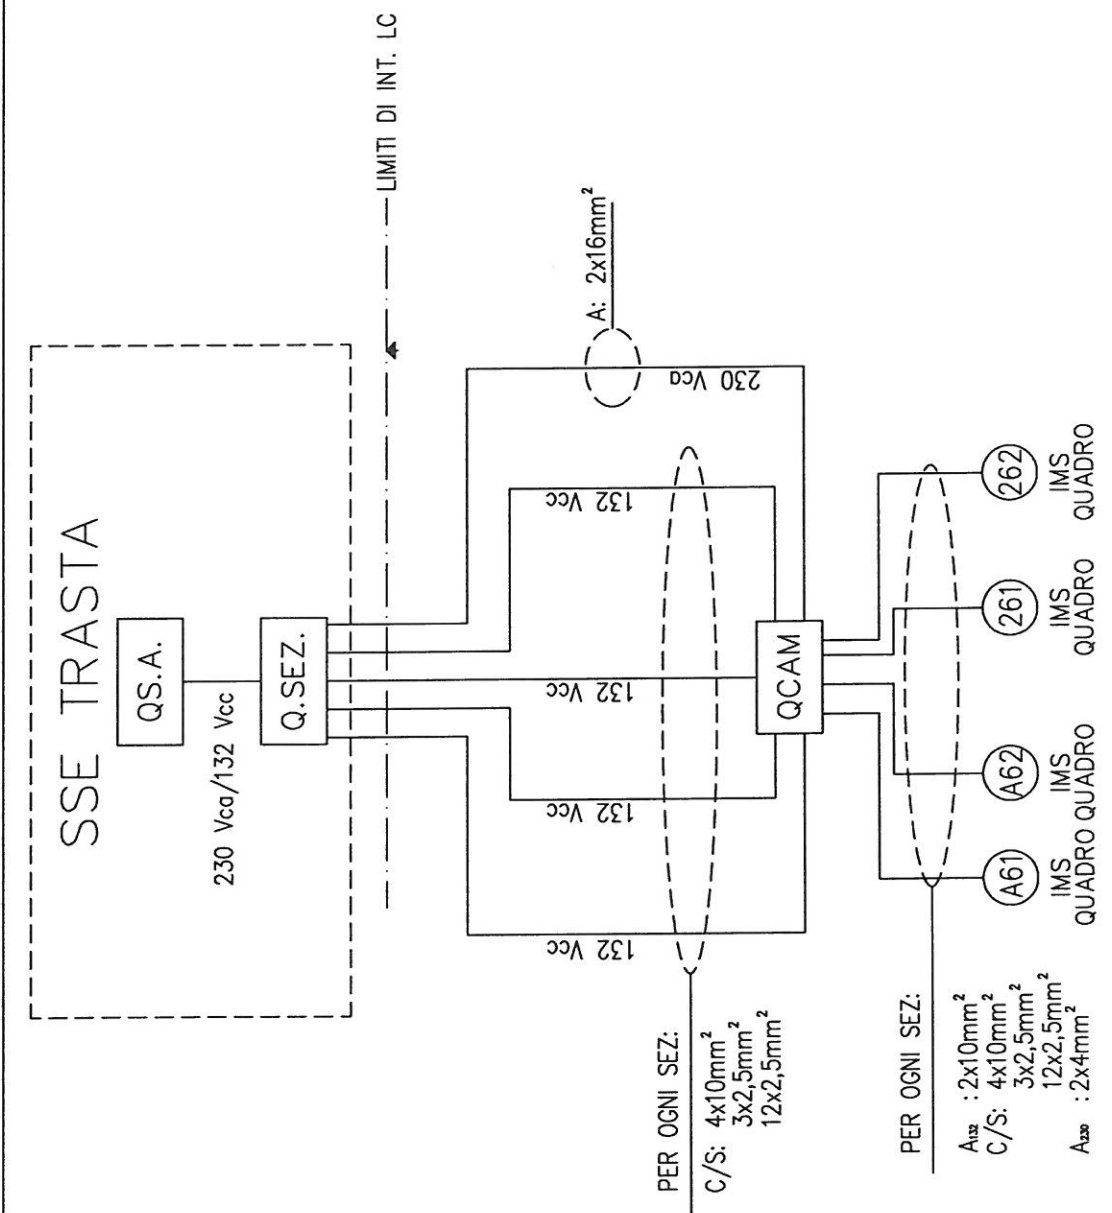 SSE TRASTA
QS.A.
230 Vca/132 Vcc
Q.SEZ.
LIMITI DI INT. LC
A: 2x16mm²
132 Vcc
132 Vcc
132 Vcc
132 Vcc
230 Vca
PER OGNI SEZ:
C/S: 4x10mm²
3x2,5mm²
12x2,5mm²
QCAM
PER OGNI SEZ:
A132 : 2x10mm²
C/S: 4x10mm²
3x2,5mm²
12x2,5mm²
A230 : 2x4mm²
A61
IMS
QUADRO
A62
IMS
QUADRO
261
IMS
QUADRO
262
IMS
QUADRO